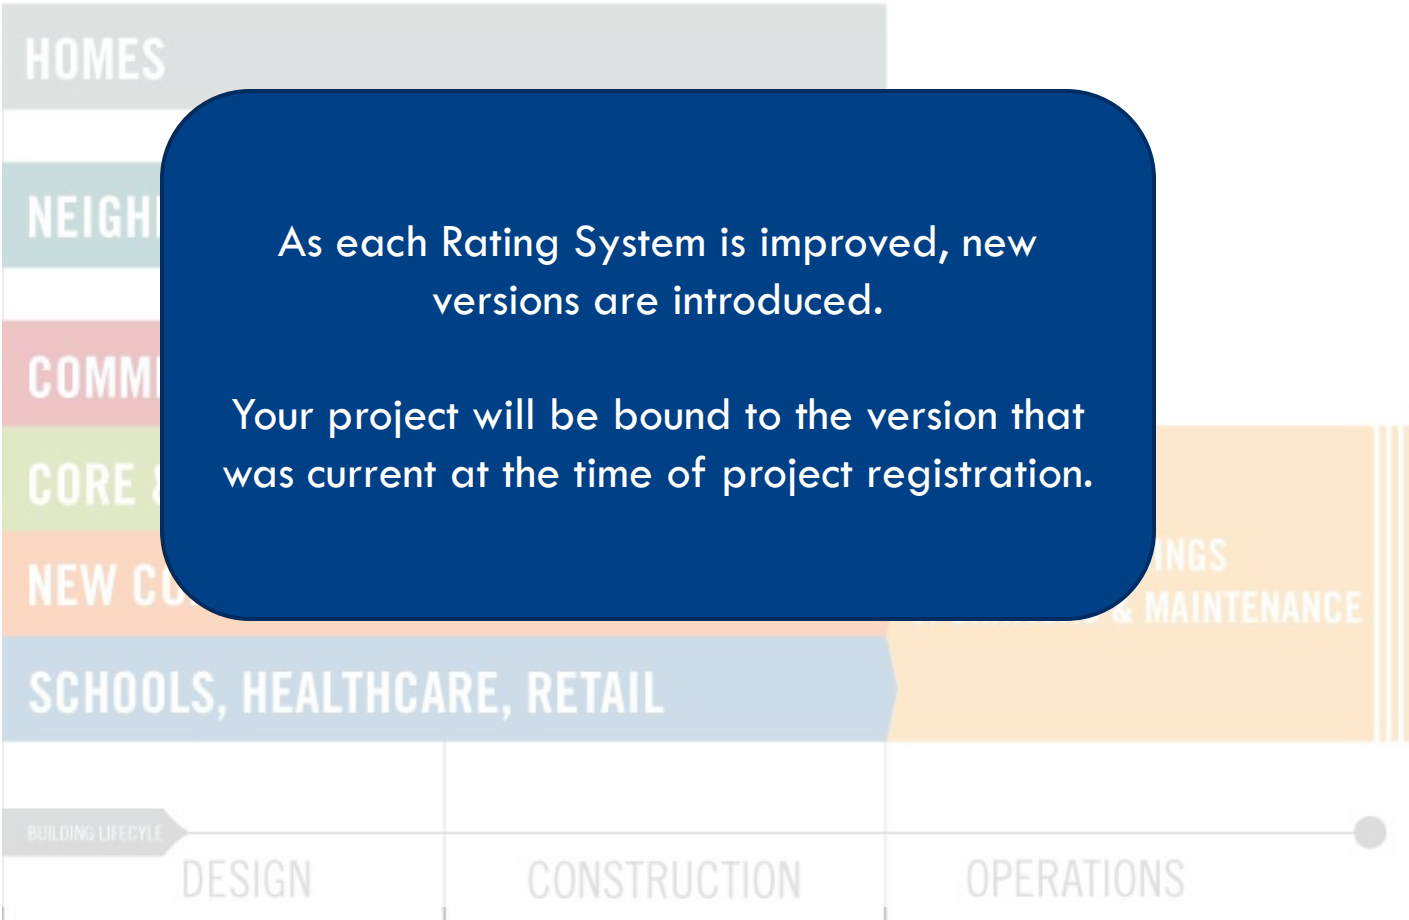 HOMES
As each Rating System is improved, new
versions are introduced.
Your project will be bound to the version that
was current at the time of project registration.
CORE
NEW
INGS
& MAINTENANCE
SCHOOLS, HEALTHCARE, RETAIL
BUILDING LIFECYLE
DESIGN
CONSTRUCTION
OPERATIONS